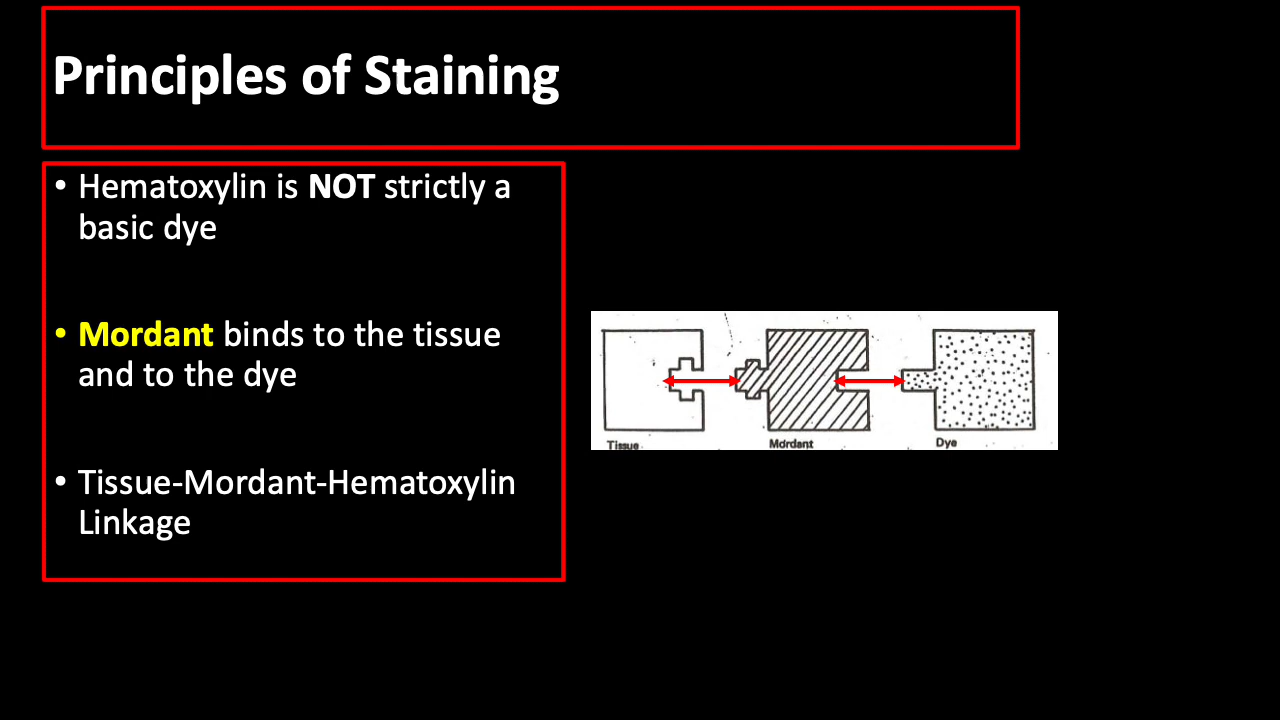 Principles of Staining
• Hematoxylin is NOT strictly a
basic dye
• Mordant binds to the tissue
and to the dye
• Tissue-Mordant-Hematoxylin
Linkage
Tissue
Mordant
Dye